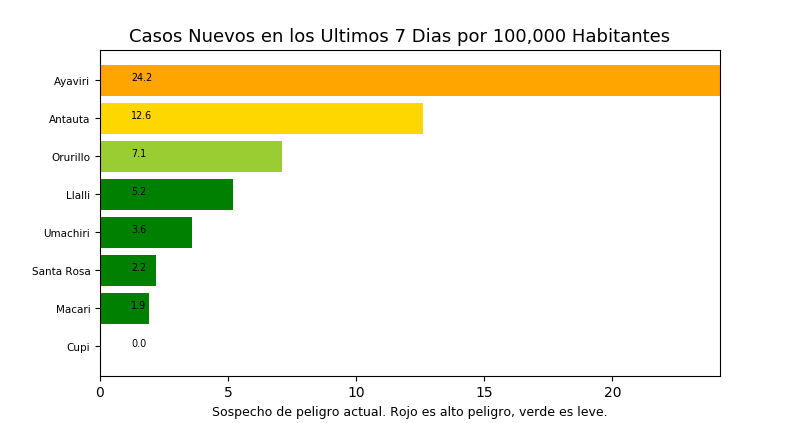 Casos Nuevos en los Ultimos 7 Dias por 100,000 Habitantes
Ayaviri 24.2
Antauta 12.6
Orurillo 7.1
Llalli 5.2
Umachiri 3.6
Santa Rosa 2.2
Macari 1.9
Cupi 0.0
0 5 10 15 20
Sospecho de peligro actual. Rojo es alto peligro, verde es leve.